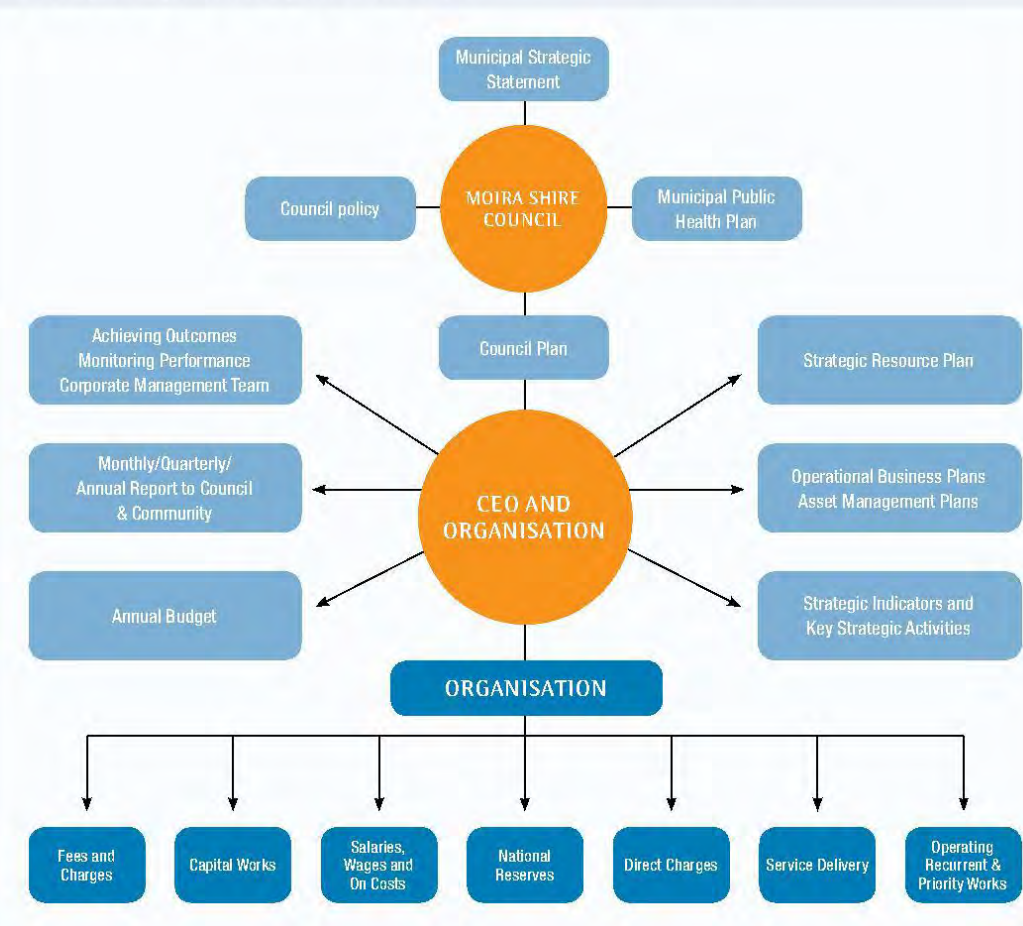 Municipal Strategic
Statement
Council policy
MOIRA SHIRE
COUNCIL
Municipal Public
Health Plan
Council Plan
Achieving Outcomes
Monitoring Performance
Corporate Management Team
Strategic Resource Plan
Monthly/Quarterly/
Annual Report to Council
& Community
CEO AND
ORGANISATION
Operational Business Plans
Asset Management Plans
Annual Budget
Strategic Indicators and
Key Strategic Activities
ORGANISATION
Fees and
Charges
Capital Works
Salaries,
Wages and
On Costs
National
Reserves
Direct Charges
Service Delivery
Operating
Recurrent &
Priority Works